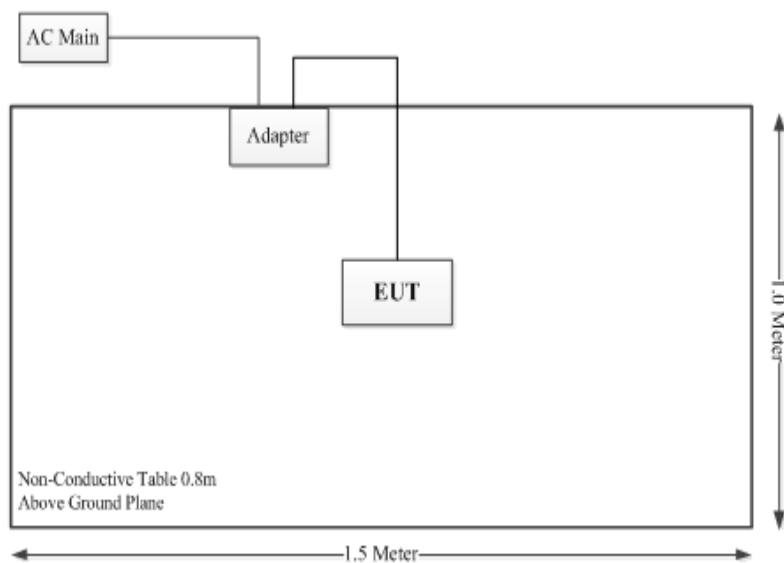 AC Main
Adapter
EUT
1.0 Meter
Non-Conductive Table 0.8m
Above Ground Plane
1.5 Meter